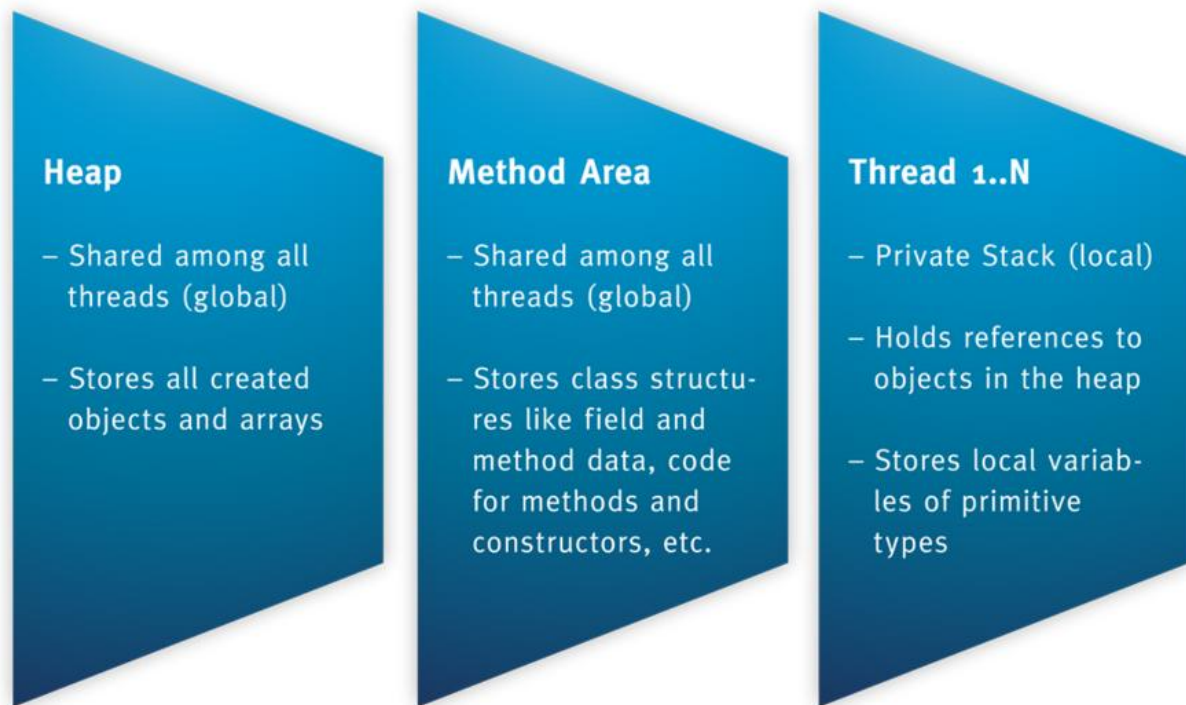 Heap
– Shared among all
threads (global)
– Stores all created
objects and arrays
Method Area
– Shared among all
threads (global)
– Stores class structu-
res like field and
method data, code
for methods and
constructors, etc.
Thread 1..N
– Private Stack (local)
– Holds references to
objects in the heap
– Stores local variab-
les of primitive
types